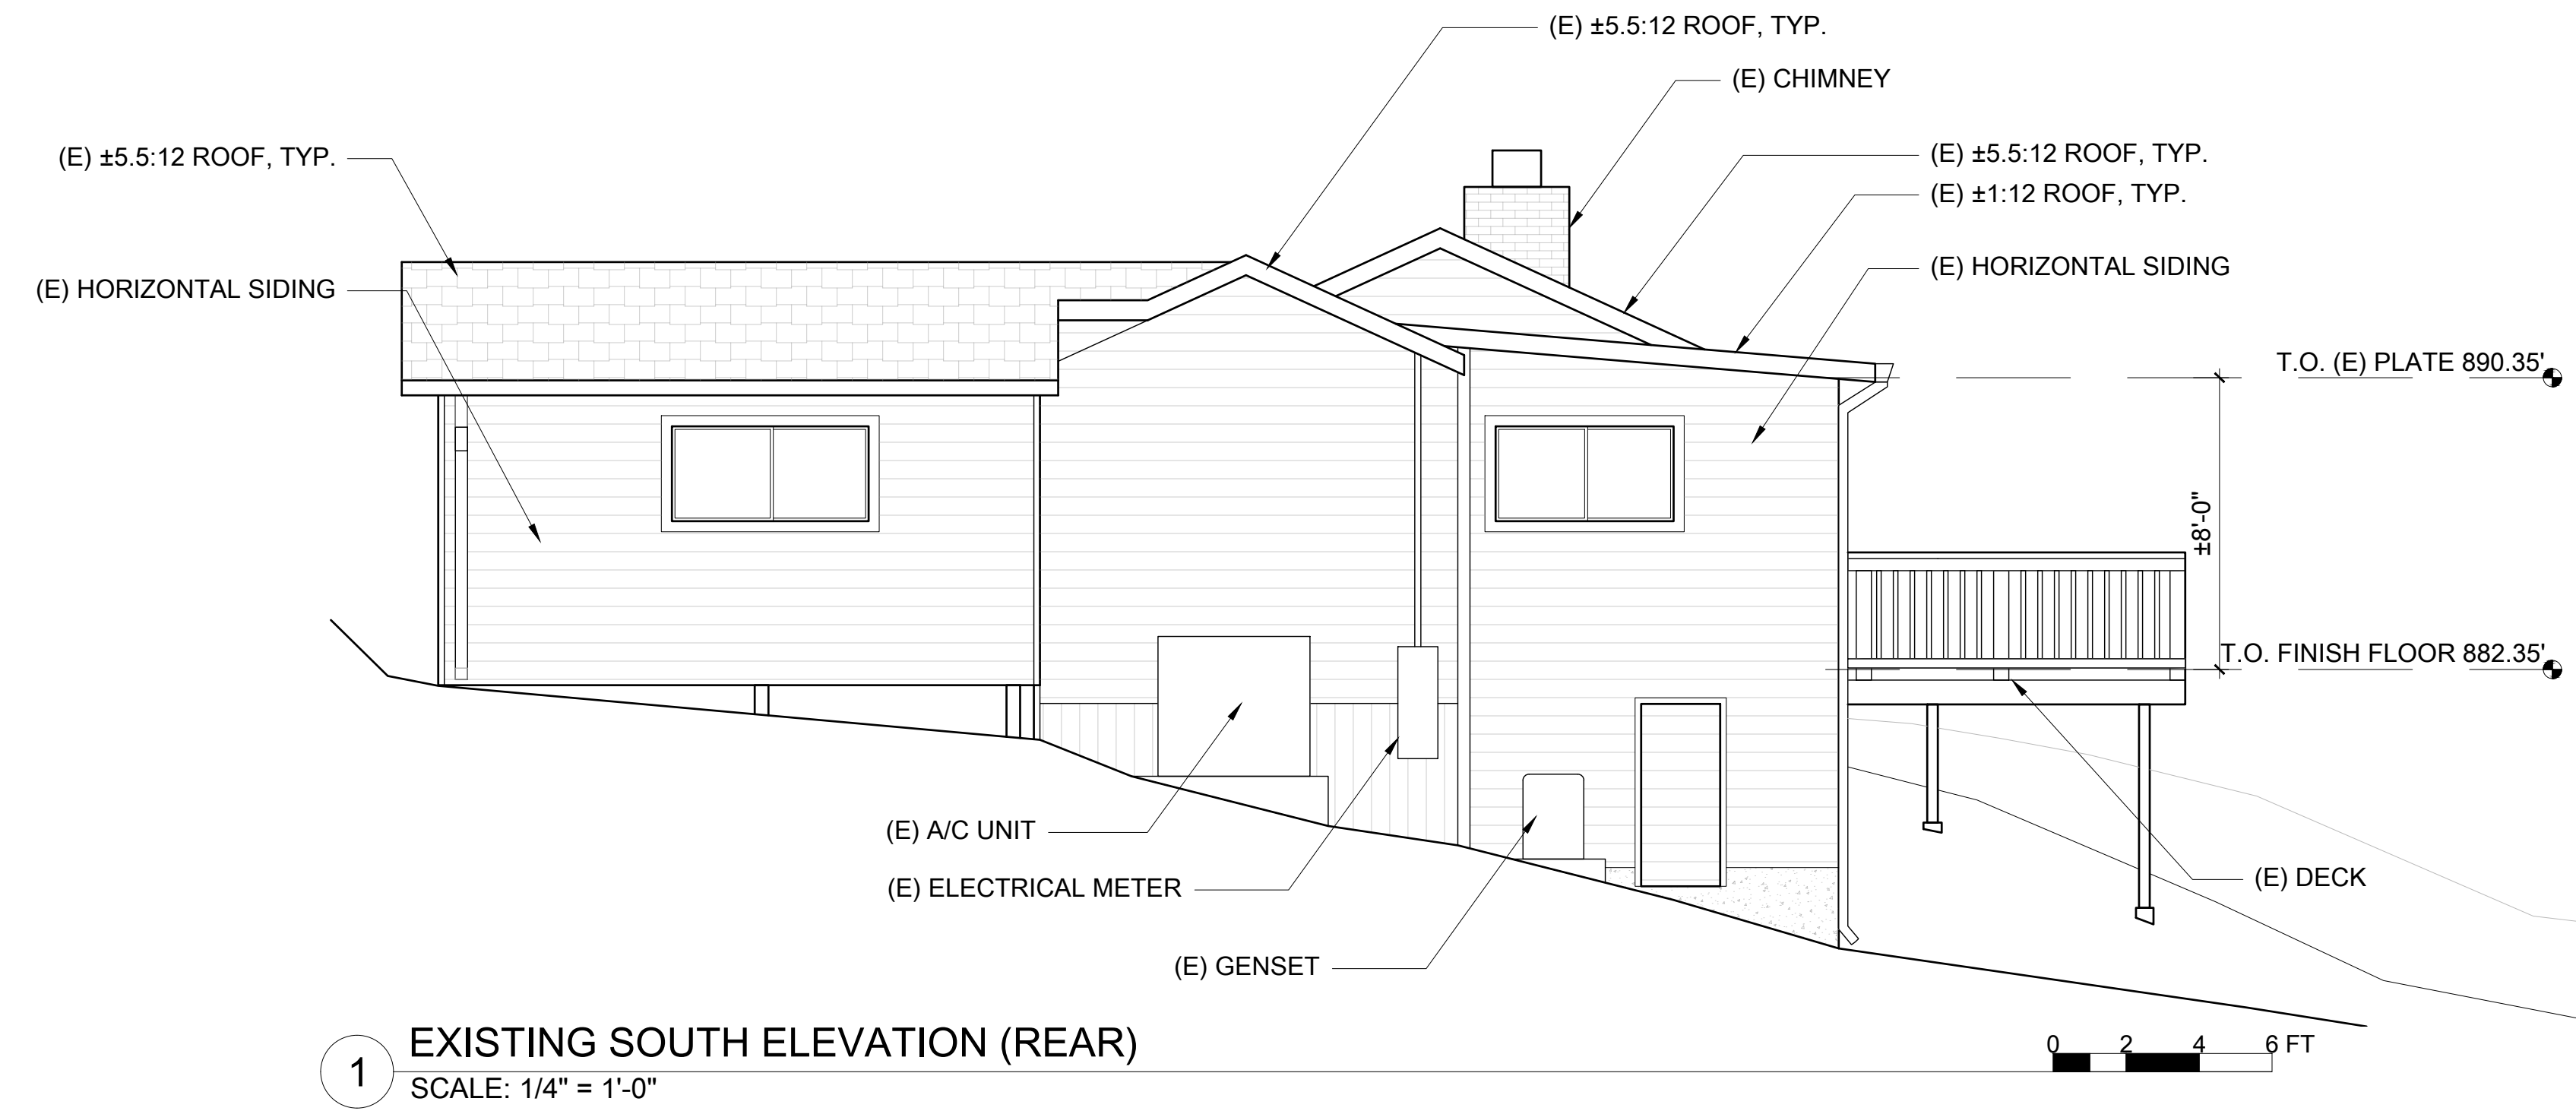 (E) ±5.5:12 ROOF, TYP.
(E) CHIMNEY
(E) ±5.5:12 ROOF, TYP.
(E) ±5.5:12 ROOF, TYP.
(E) ±1:12 ROOF, TYP.
(E) HORIZONTAL SIDING
(E) HORIZONTAL SIDING
T.O. (E) PLATE 890.35'
±8'-0"
T.O. FINISH FLOOR 882.35'
(E) A/C UNIT
(E) ELECTRICAL METER
(E) DECK
(E) GENSET
1
EXISTING SOUTH ELEVATION (REAR)
SCALE: 1/4" = 1'-0"
0 2 4 6 FT